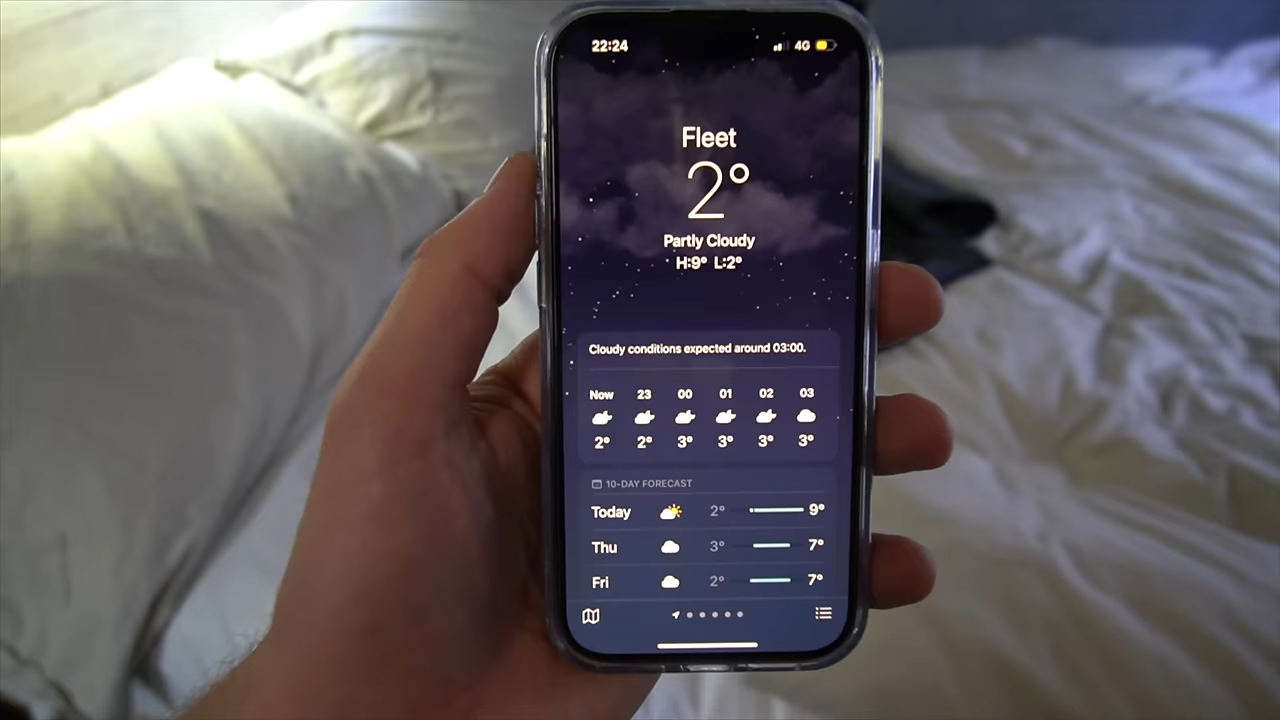 22:24 4G
Fleet
2°
Partly Cloudy
H:9° L:2°
Cloudy conditions expected around 03:00.
Now 23 00 01 02 03
2° 2° 3° 3° 3° 3°
10-DAY FORECAST
Today 2° 9°
Thu 3° 7°
Fri 2° 7°